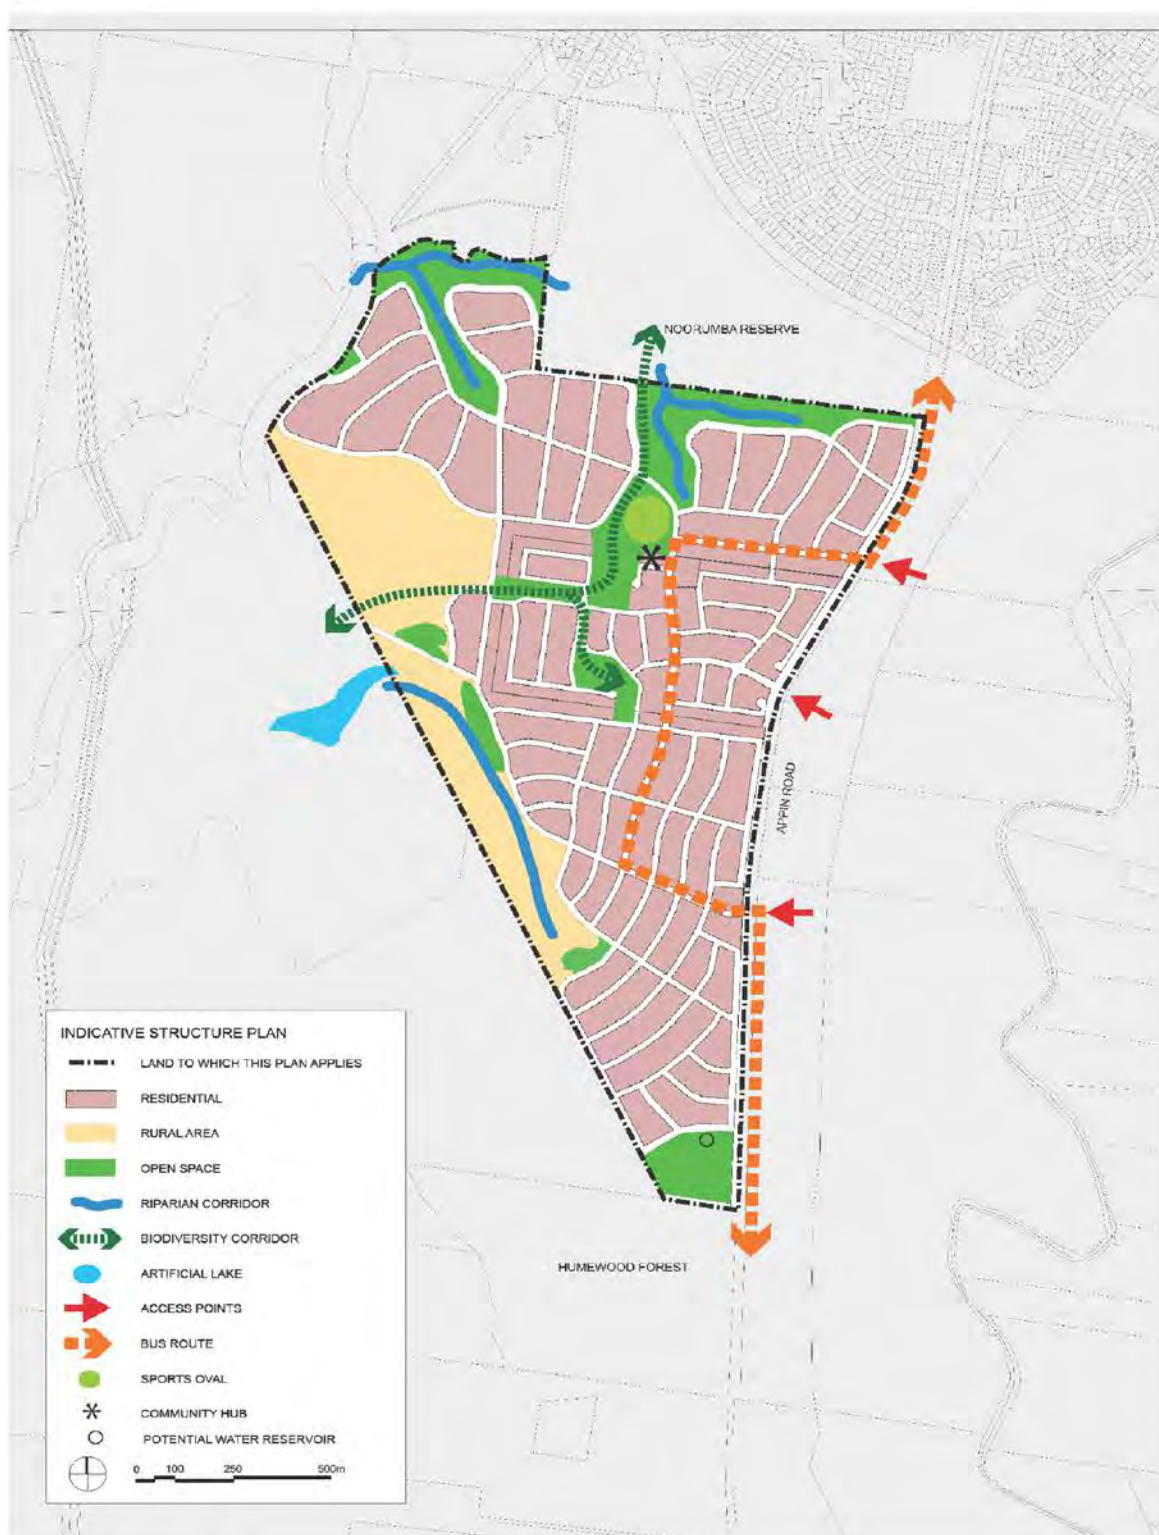 NOORUMBA RESERVE
APPIN ROAD
HUMEWOOD FOREST
INDICATIVE STRUCTURE PLAN
LAND TO WHICH THIS PLAN APPLIES
RESIDENTIAL
RURAL AREA
OPEN SPACE
RIPARIAN CORRIDOR
BIODIVERSITY CORRIDOR
ARTIFICIAL LAKE
ACCESS POINTS
BUS ROUTE
SPORTS OVAL
COMMUNITY HUB
POTENTIAL WATER RESERVOIR
0 100 250 500m